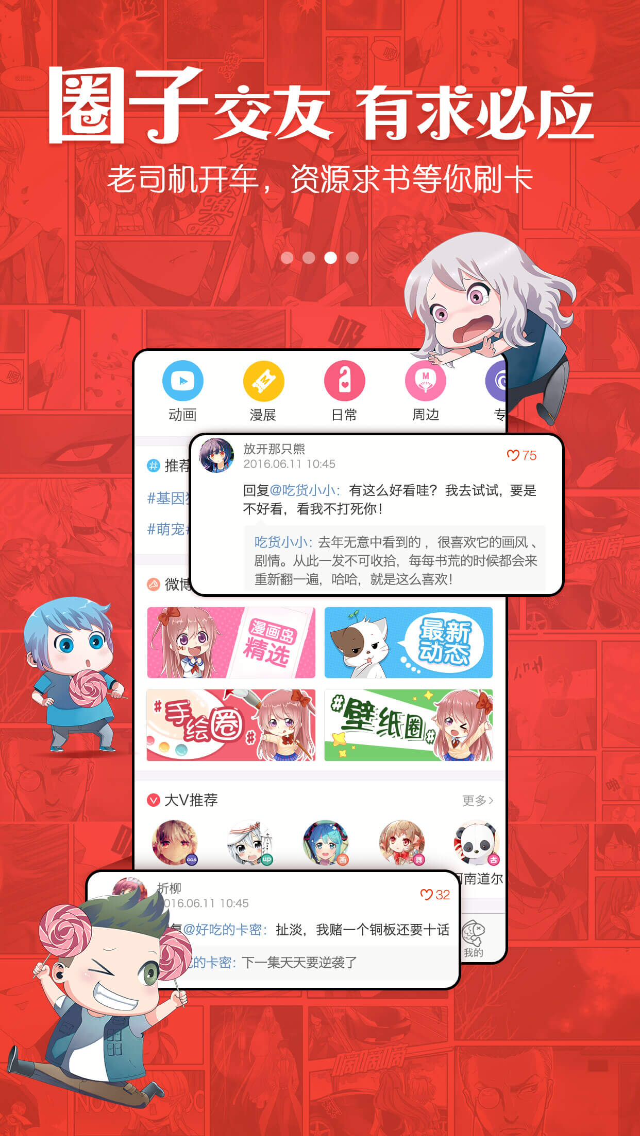 圈子交友 有求必应
老司机开车，资源求书等你刷卡
动画
漫展
日常
周边
M
专
#
推荐
#基因
#萌宠
放开那只熊
2016.06.11 10:45
75
回复@吃货小小：有这么好看哇？我去试试，要是
不好看，看我不打死你！
吃货小小：去年无意中看到的，很喜欢它的画风、
剧情。从此一发不可收拾，每每书荒的时候都会来
重新翻一遍，哈哈，就是这么喜欢！
微博
漫画岛
精选
最新
动态
#手绘圈#
#壁纸圈#
V
大V推荐
更多>
河南道尔
折柳
2016.06.11 10:45
32
复@好吃的卡密：扯淡，我赌一个铜板还要十话
吃的卡密：下一集天天要逆袭了
我的